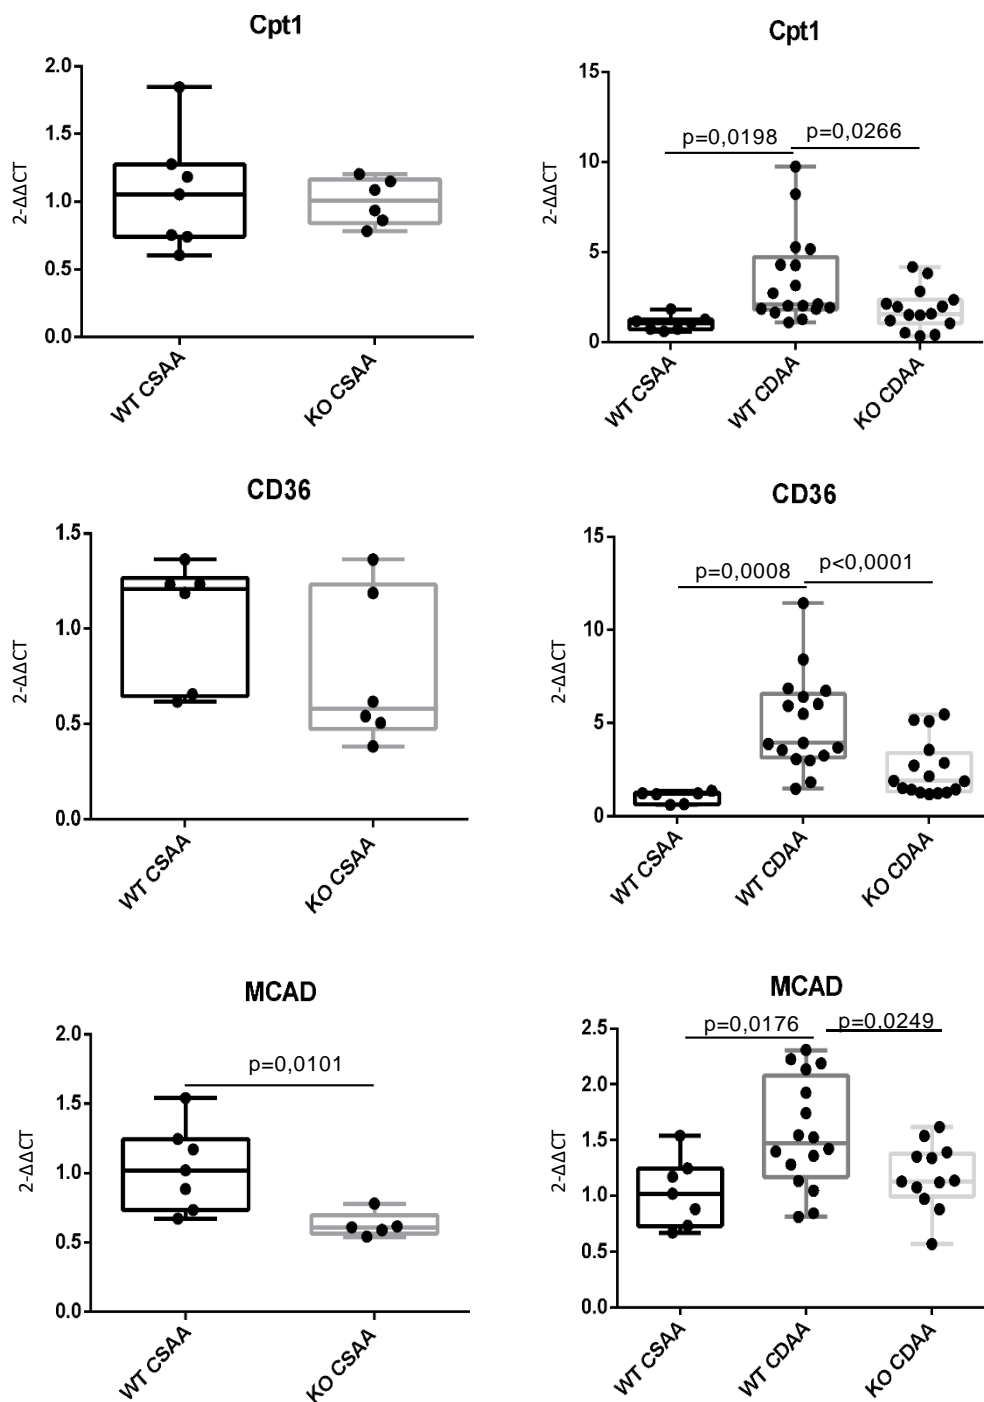 Cpt1
2-ΔΔCT
2.0
1.5
1.0
0.5
0.0
WT CSAA
KO CSAA
Cpt1
2-ΔΔCT
p=0,0198
p=0,0266
15
10
5
0
WT CSAA
WT CDAA
KO CDAA
CD36
2-ΔΔCT
1.5
1.0
0.5
0.0
WT CSAA
KO CSAA
CD36
2-ΔΔCT
p=0,0008
p<0,0001
15
10
5
0
WT CSAA
WT CDAA
KO CDAA
MCAD
2-ΔΔCT
p=0,0101
2.0
1.5
1.0
0.5
0.0
WT CSAA
KO CSAA
MCAD
2-ΔΔCT
p=0,0176
p=0,0249
2.5
2.0
1.5
1.0
0.5
0.0
WT CSAA
WT CDAA
KO CDAA